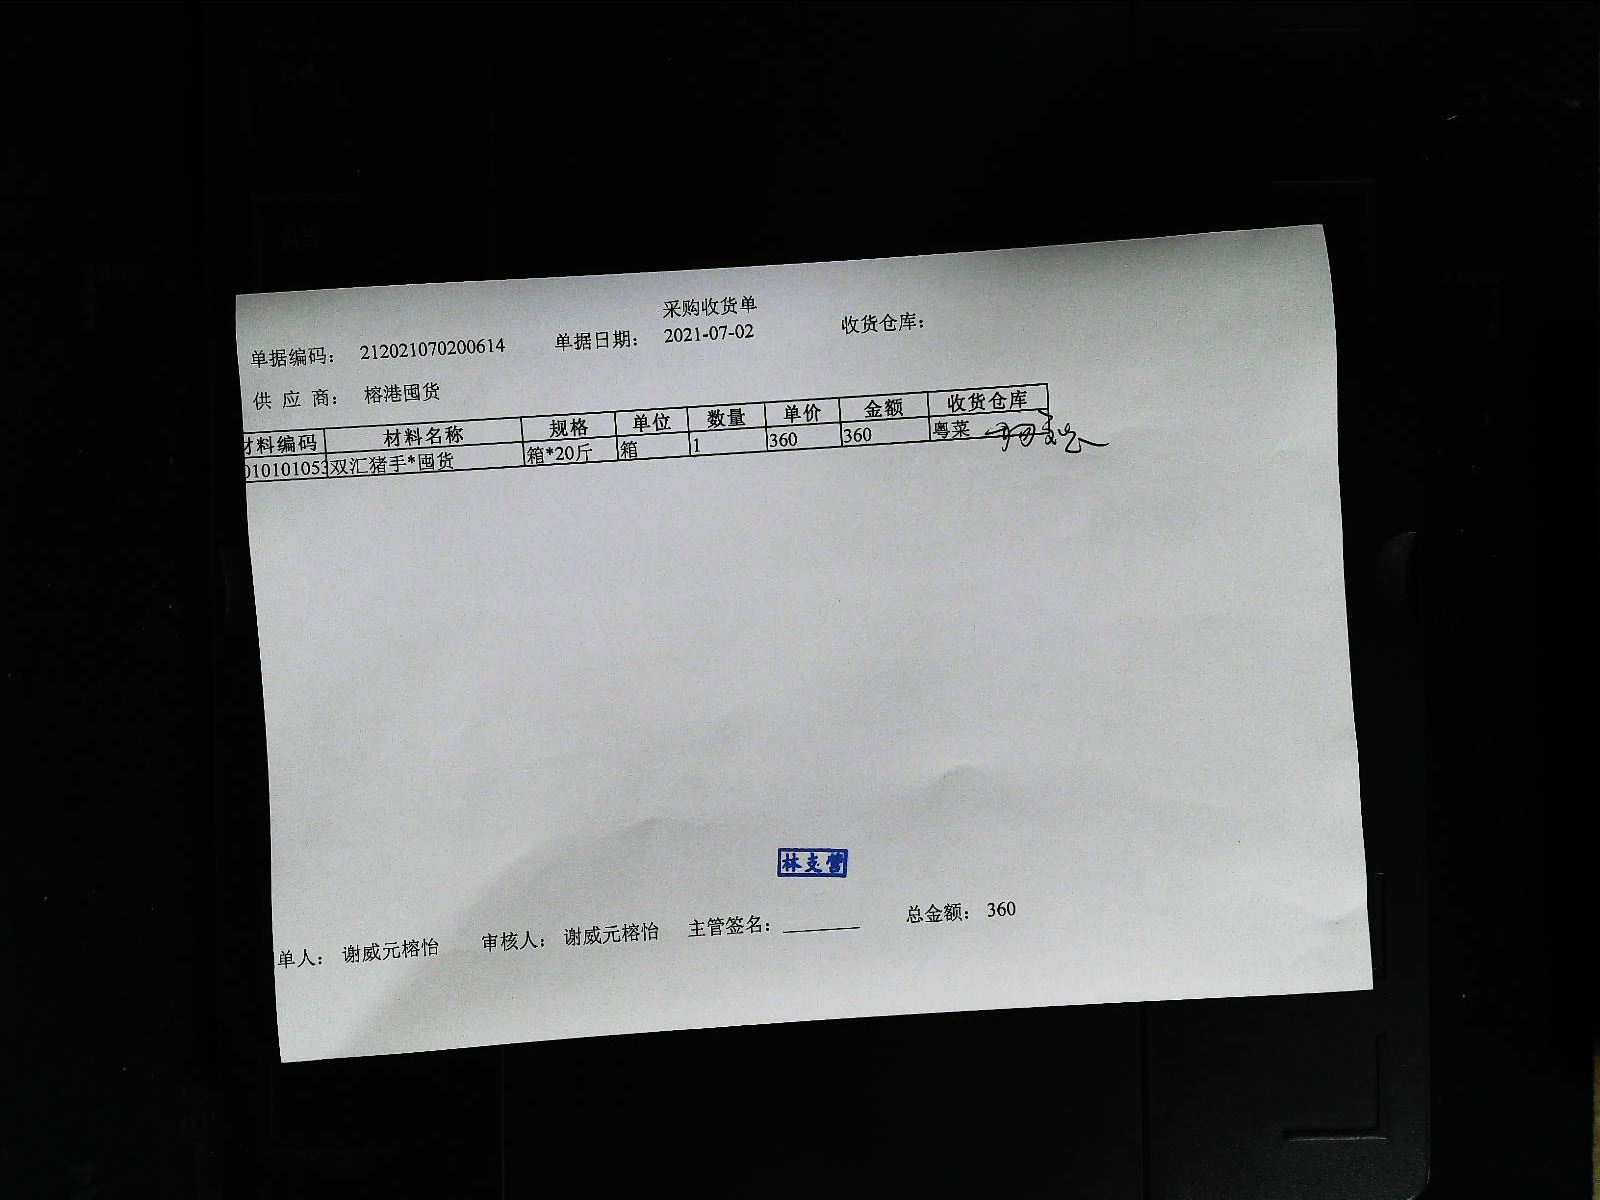 采购收货单
单据编码： 212021070200614 单据日期： 2021-07-02 收货仓库：
供 应 商： 榕港囤货
材料编码 材料名称 规格 单位 数量 单价 金额 收货仓库
010101053 双汇猪手*囤货 箱*20斤 箱 1 360 360 粤菜
林支营
单人： 谢威元榕怡 审核人： 谢威元榕怡 主管签名： 总金额： 360